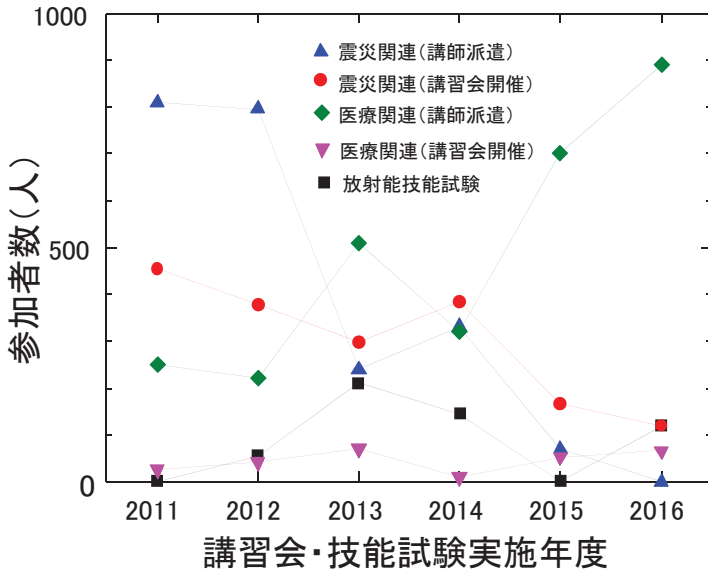 1000
500
0
参加者数(人)
震災関連(講師派遣)
震災関連(講習会開催)
医療関連(講師派遣)
医療関連(講習会開催)
放射能技能試験
2011 2012 2013 2014 2015 2016
講習会・技能試験実施年度